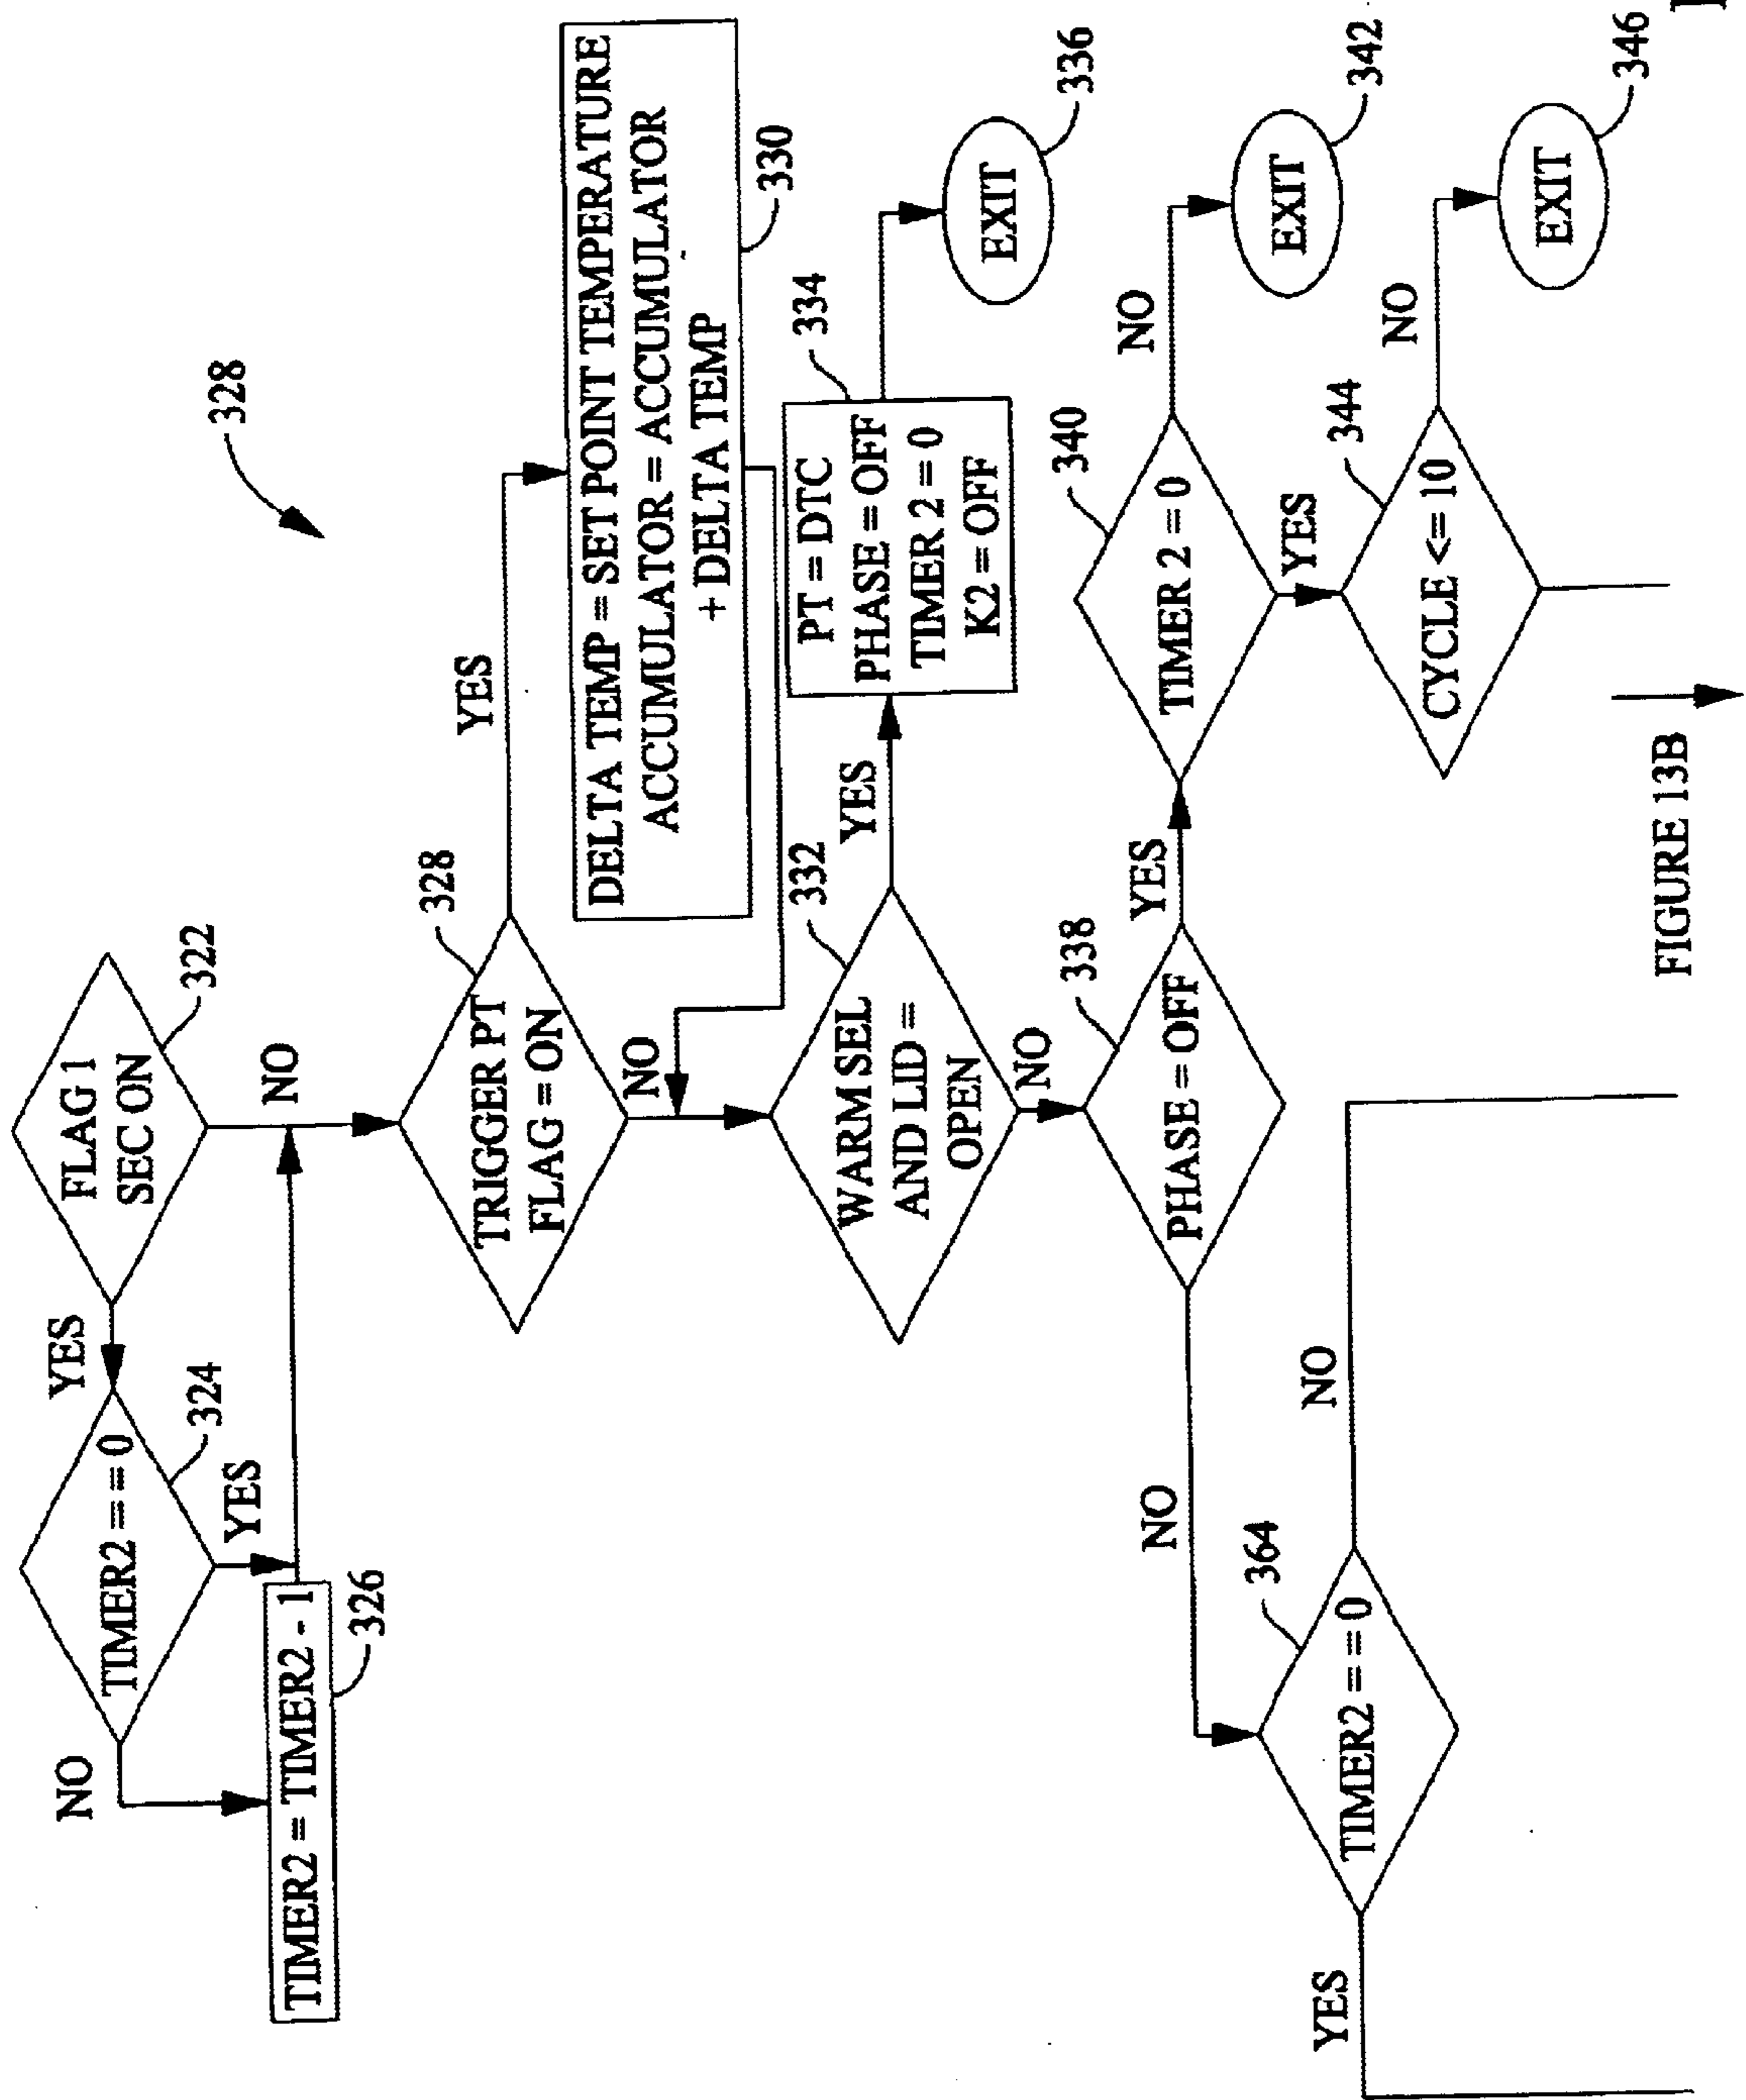 328
FLAG 1
SEC ON
322
YES
NO
TIMER2 = = 0
324
NO
YES
TIMER2 = TIMER2 - 1
326
TRIGGER PT
FLAG = ON
328
YES
NO
DELTA TEMP = SET POINT TEMPERATURE
ACCUMULATOR = ACCUMULATOR
+ DELTA TEMP
330
WARM SEL
AND LID =
OPEN
332
YES
NO
PT = DTC
PHASE = OFF
TIMER 2 = 0
K2 = OFF
334
EXIT
336
PHASE = OFF
338
YES
NO
TIMER 2 = 0
340
NO
YES
EXIT
342
CYCLE <= 10
344
NO
EXIT
346
TIMER2 = = 0
364
YES
NO
FIGURE 13B